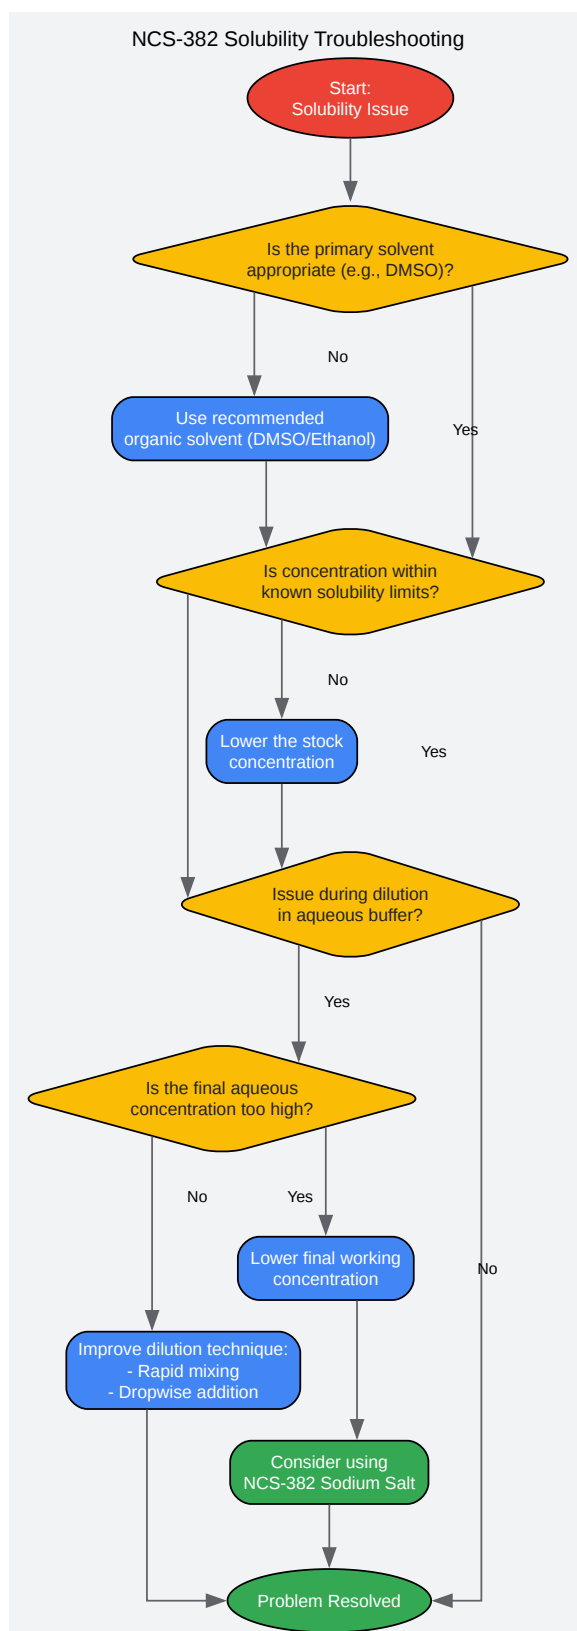 NCS-382 Solubility Troubleshooting
Start:
Solubility Issue
Is the primary solvent
appropriate (e.g., DMSO)?
No
Use recommended
organic solvent (DMSO/Ethanol)
Yes
Is concentration within
known solubility limits?
No
Lower the stock
concentration
Yes
Issue during dilution
in aqueous buffer?
Yes
Is the final aqueous
concentration too high?
No
Yes
Lower final working
concentration
No
Improve dilution technique:
- Rapid mixing
- Dropwise addition
Consider using
NCS-382 Sodium Salt
Problem Resolved